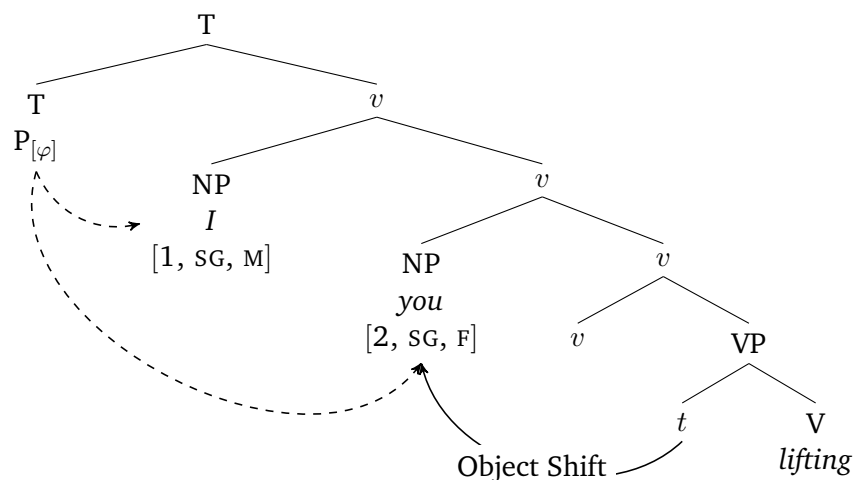 T
T
v
P[φ]
NP
v
I
[1, SG, M]
NP
v
you
[2, SG, F]
v
VP
t
V
Object Shift
lifting